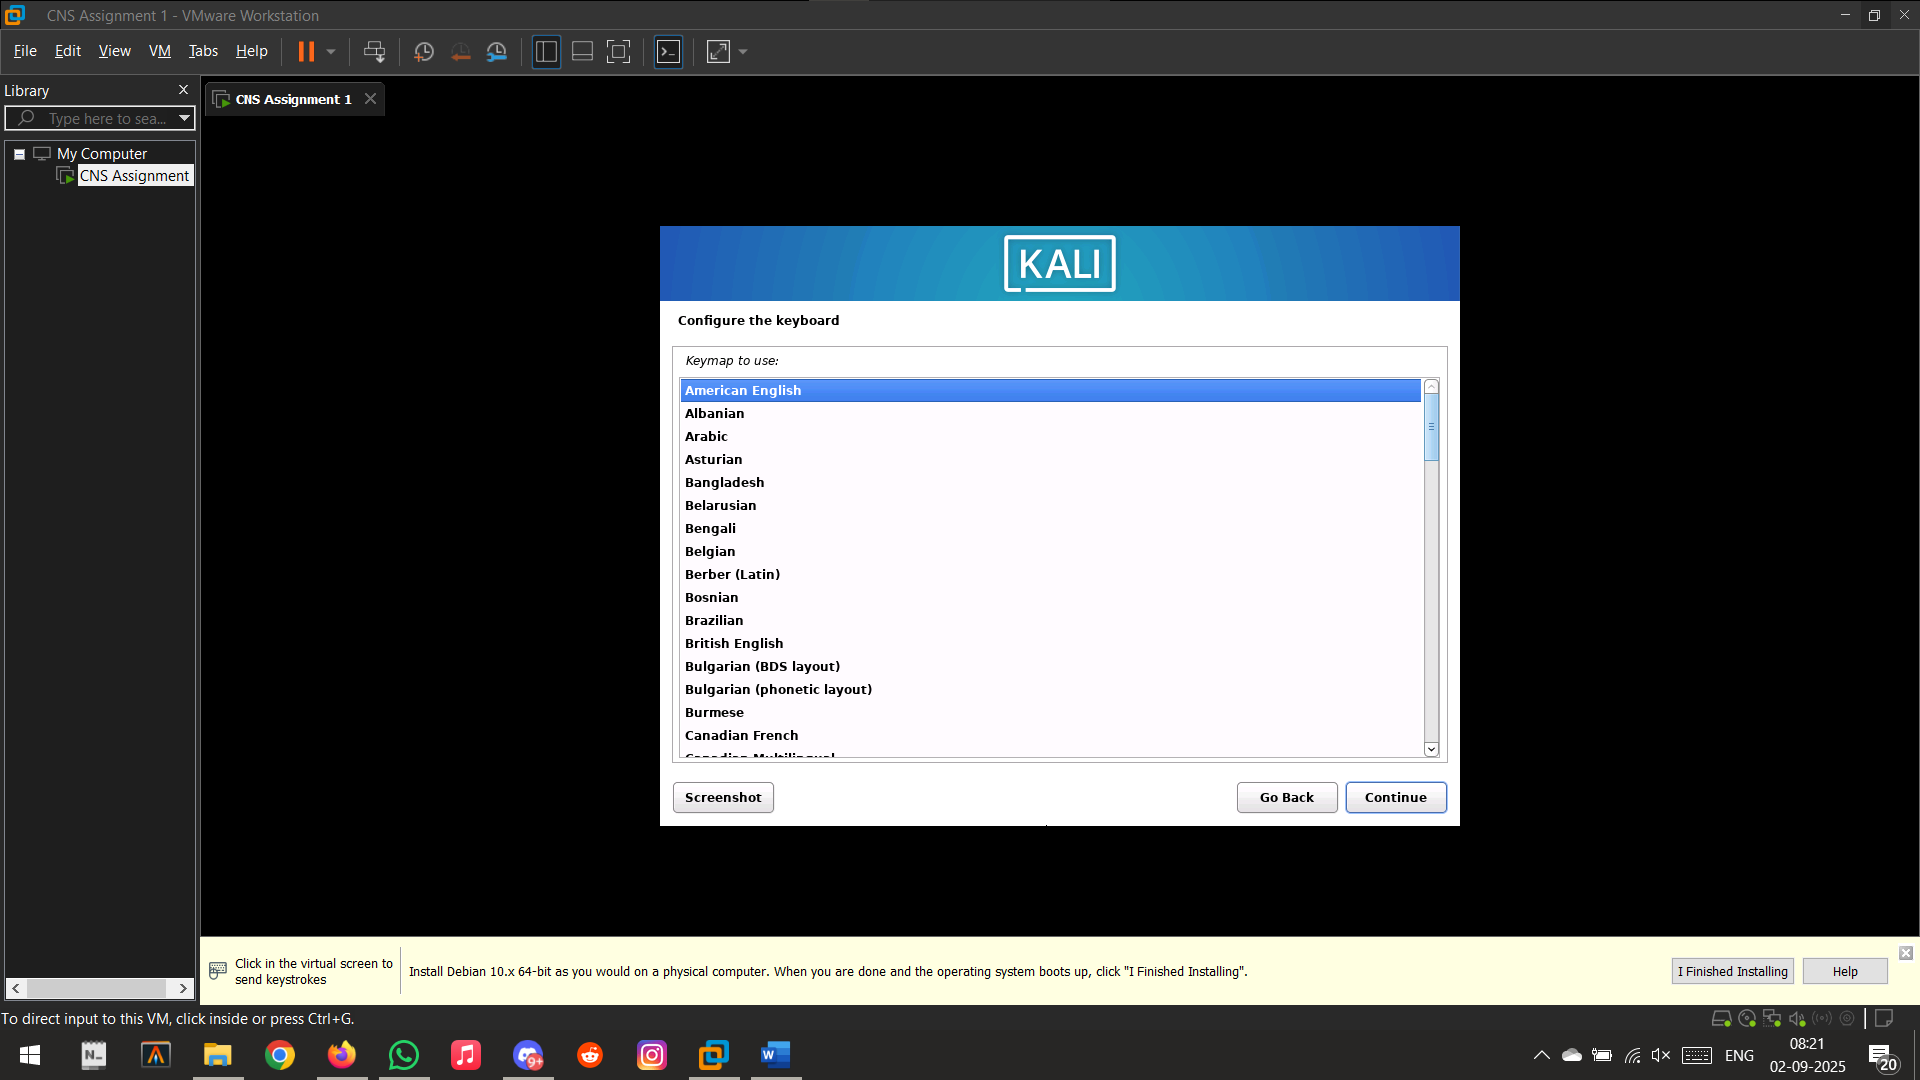 CNS Assignment 1 - VMware Workstation
File Edit View VM Tabs Help
Library
Type here to sea...
My Computer
CNS Assignment
CNS Assignment 1
KALI
Configure the keyboard
Keymap to use:
American English
Albanian
Arabic
Asturian
Bangladesh
Belarusian
Bengali
Belgian
Berber (Latin)
Bosnian
Brazilian
British English
Bulgarian (BDS layout)
Bulgarian (phonetic layout)
Burmese
Canadian French
Canadian Multilingual
Screenshot Go Back Continue
Click in the virtual screen to
send keystrokes
Install Debian 10.x 64-bit as you would on a physical computer. When you are done and the operating system boots up, click "I Finished Installing".
I Finished Installing Help
To direct input to this VM, click inside or press Ctrl+G.
N
9+
W
ENG
08:21
02-09-2025
20